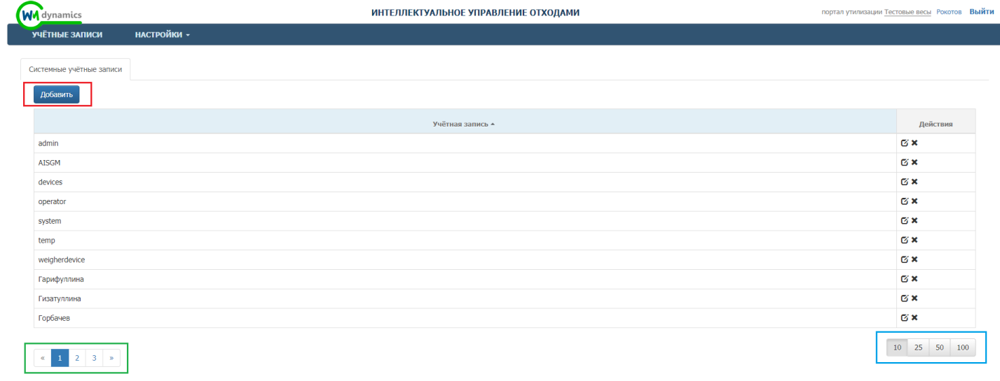 WM dynamics
ИНТЕЛЛЕКТУАЛЬНОЕ УПРАВЛЕНИЕ ОТХОДАМИ
портал утилизации Тестовые весы Рокотов Выйти
УЧЁТНЫЕ ЗАПИСИ НАСТРОЙКИ
Системные учётные записи
Добавить
Учётная запись Действия
admin
AISGM
devices
operator
system
temp
weigherdevice
Гарифуллина
Гизатуллина
Горбачев
« 1 2 3 » 10 25 50 100